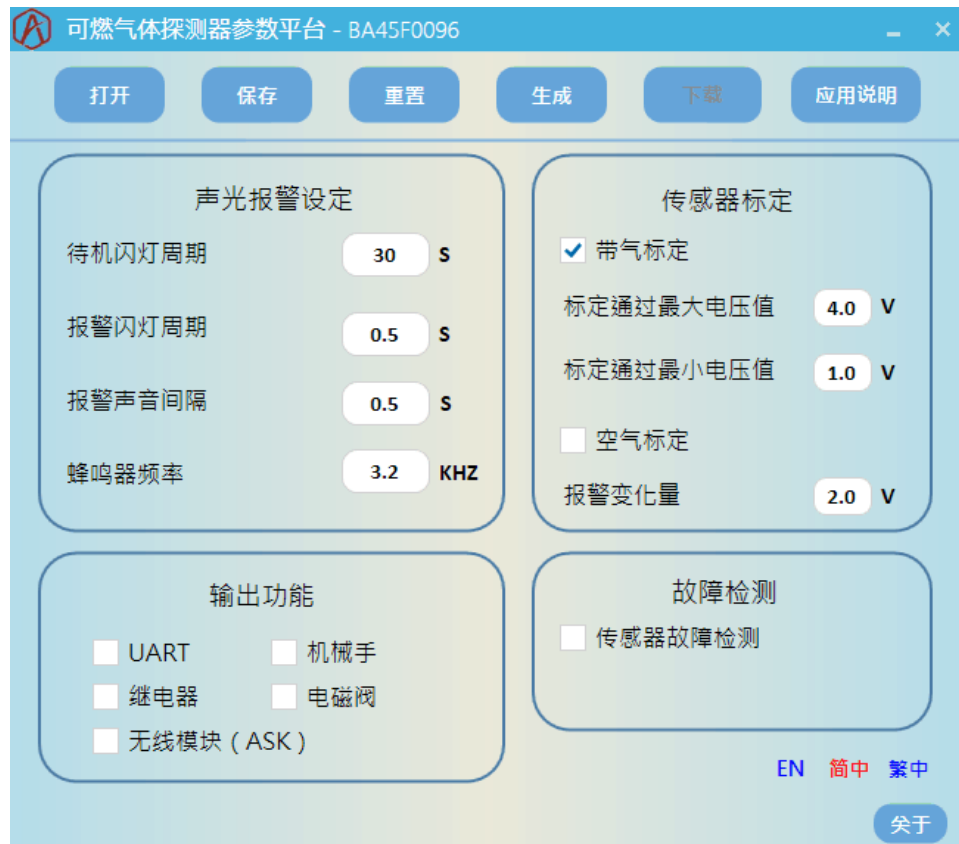 可燃气体探测器参数平台 - BA45F0096
打开 保存 重置 生成 下载 应用说明
声光报警设定
待机闪灯周期 30 S
报警闪灯周期 0.5 S
报警声音间隔 0.5 S
蜂鸣器频率 3.2 KHZ
传感器标定
带气标定
标定通过最大电压值 4.0 V
标定通过最小电压值 1.0 V
空气标定
报警变化量 2.0 V
输出功能
UART 机械手
继电器 电磁阀
无线模块 ( ASK )
故障检测
传感器故障检测
EN 简中 繁中
关于